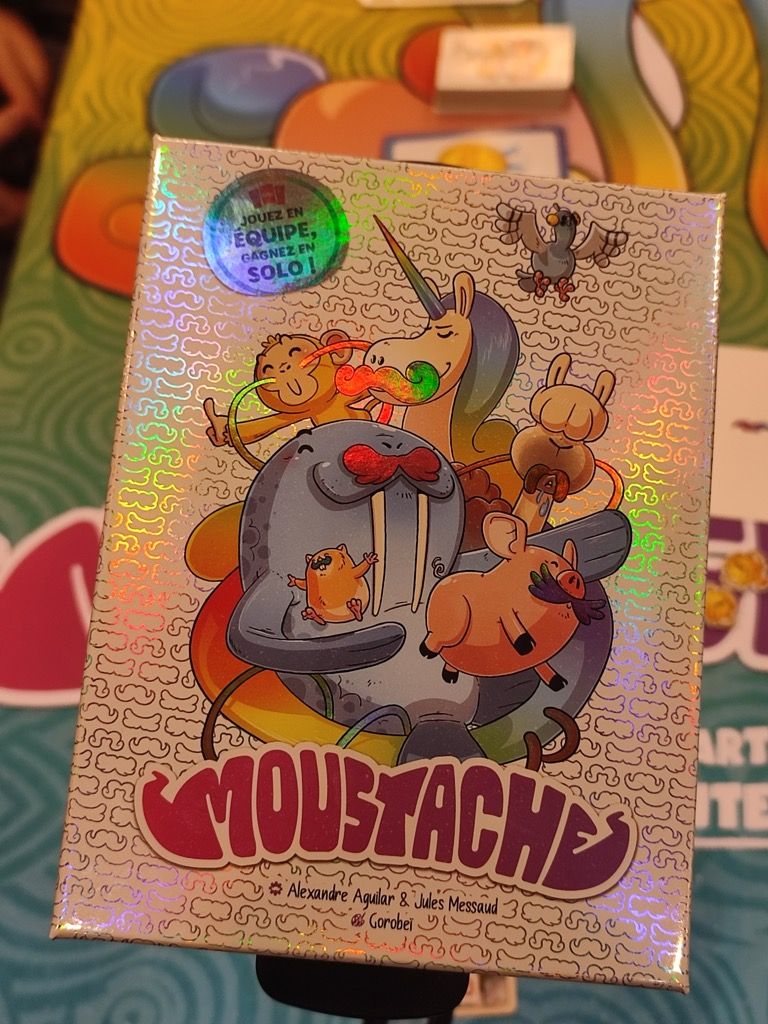 JOUEZ EN
ÉQUIPE,
GAGNEZ EN
SOLO !
MOUSTACHE
Alexandre Aguilar & Jules Messaud
Gorobeï